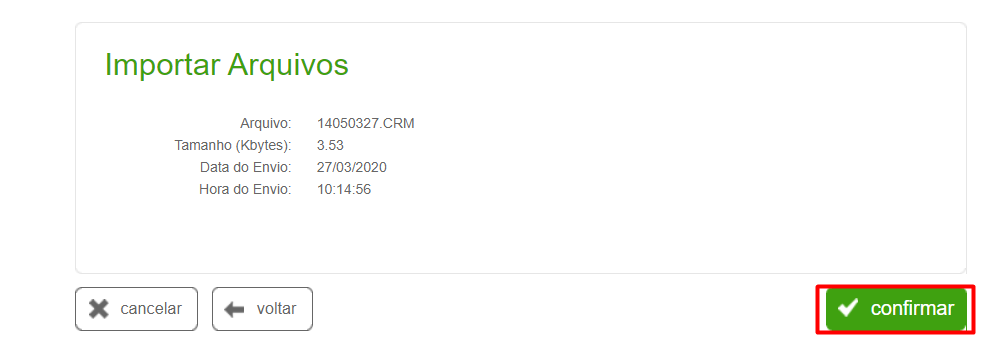 Importar Arquivos
Arquivo: 14050327.CRM
Tamanho (Kbytes): 3.53
Data do Envio: 27/03/2020
Hora do Envio: 10:14:56
cancelar voltar confirmar